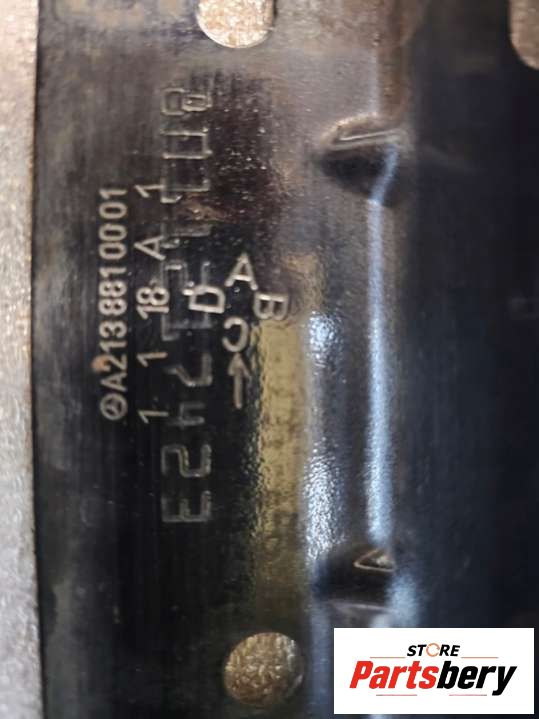 A2138810001
1 1 18 A 1
A
B
C
D
STORE
Partsbery